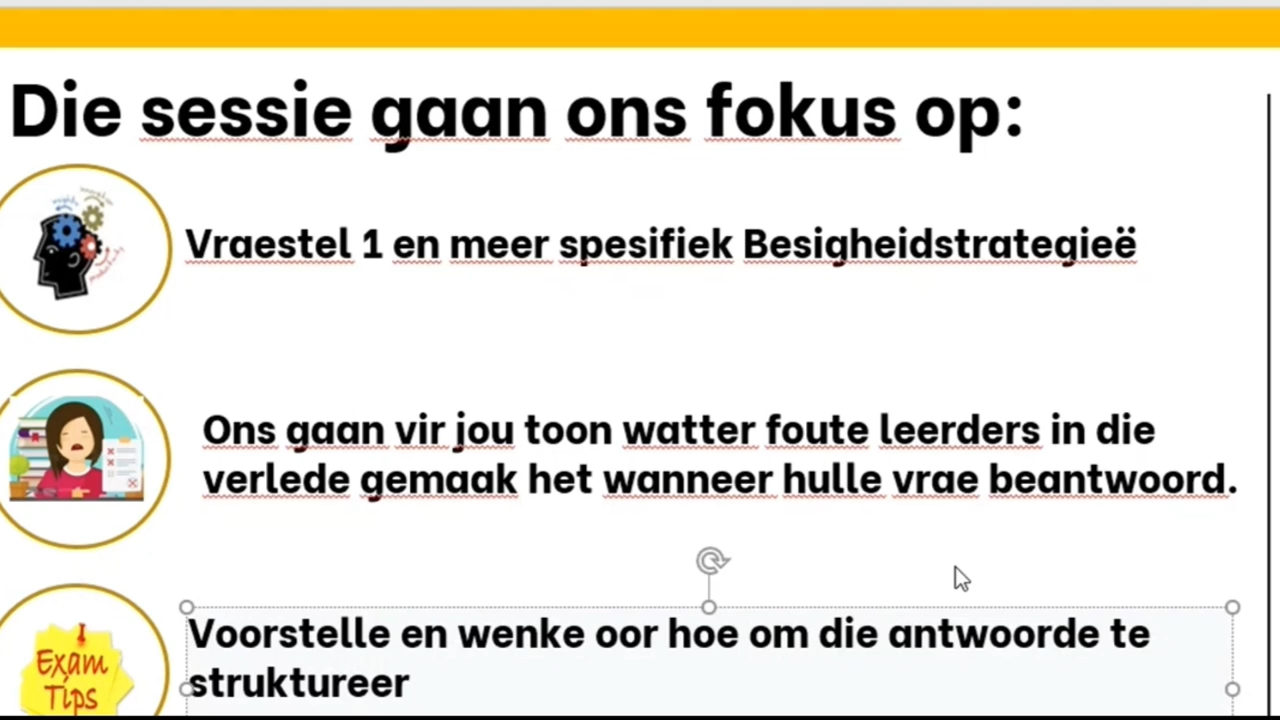 Die sessie gaan ons fokus op:
Vraestel 1 en meer spesifiek Besigheidstrategieë
Ons gaan vir jou toon watter foute leerders in die
verlede gemaak het wanneer hulle vrae beantwoord.
Voorstelle en wenke oor hoe om die antwoorde te
struktureer
Exam
Tips